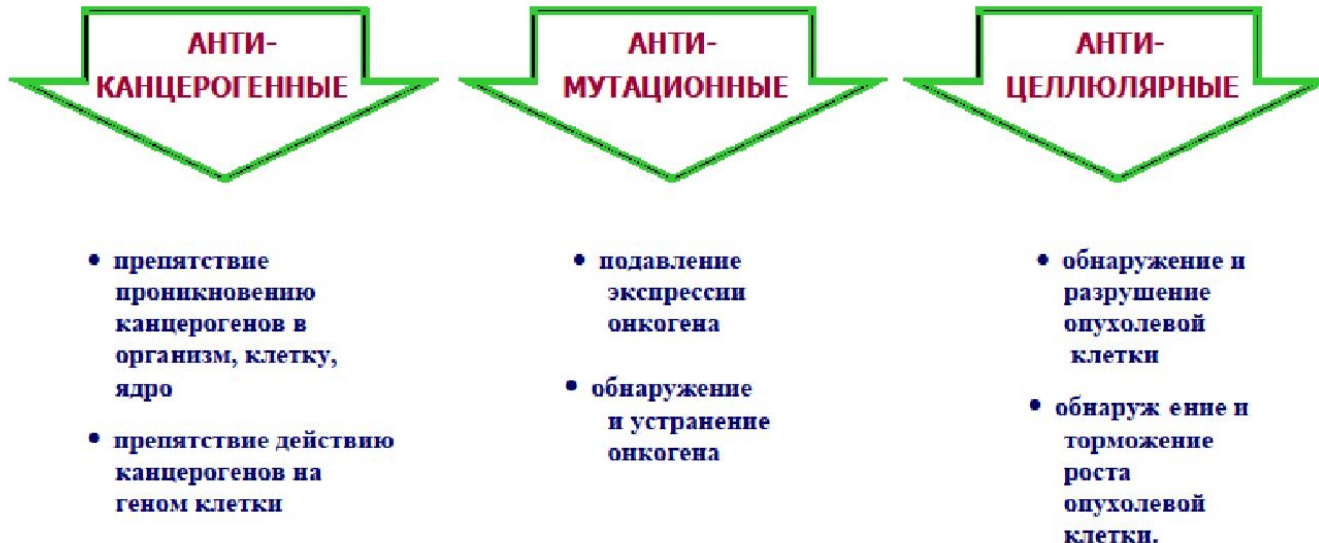 АНТИ-
КАНЦЕРОГЕННЫЕ
АНТИ-
МУТАЦИОННЫЕ
АНТИ-
ЦЕЛЛЮЛЯРНЫЕ
• препятствие
проникновению
канцерогенов в
организм, клетку,
ядро
• препятствие действию
канцерогенов на
геном клетки
• подавление
экспрессии
онкогена
• обнаружение
и устранение
онкогена
• обнаружение и
разрушение
опухолевой
клетки
• обнаруж ение и
торможение
роста
опухолевой
клетки.